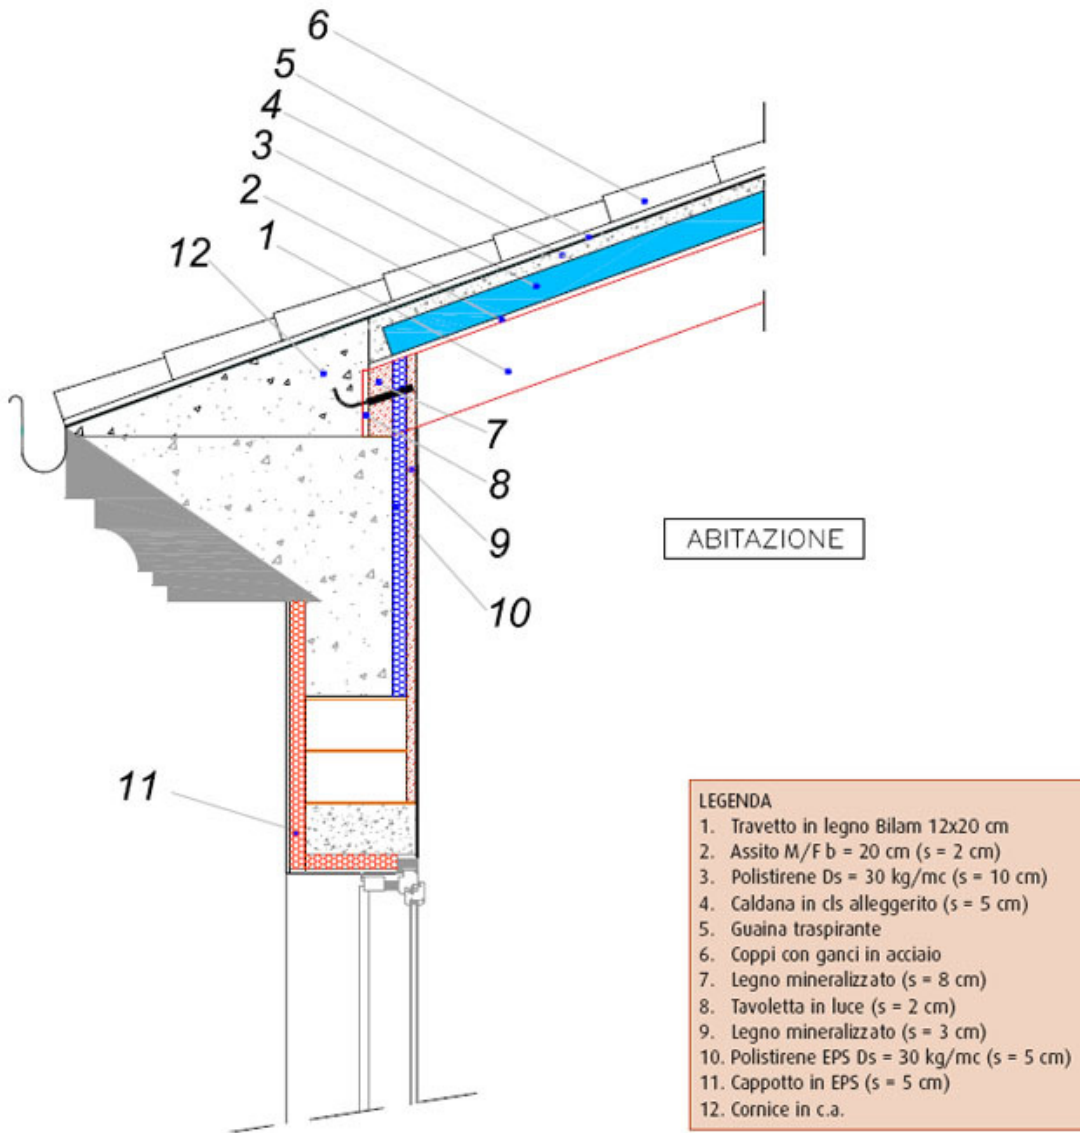 6
5
4
3
2
1
12
7
8
9
10
11
ABITAZIONE
LEGENDA
1. Travetto in legno Bilam 12x20 cm
2. Assito M/F b = 20 cm (s = 2 cm)
3. Polistirene Ds = 30 kg/mc (s = 10 cm)
4. Caldana in cls alleggerito (s = 5 cm)
5. Guaina traspirante
6. Coppi con ganci in acciaio
7. Legno mineralizzato (s = 8 cm)
8. Tavoletta in luce (s = 2 cm)
9. Legno mineralizzato (s = 3 cm)
10. Polistirene EPS Ds = 30 kg/mc (s = 5 cm)
11. Cappotto in EPS (s = 5 cm)
12. Cornice in c.a.